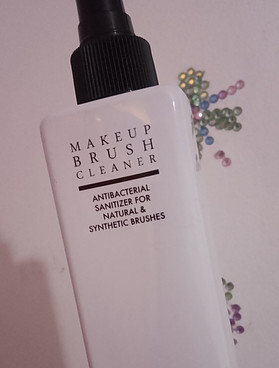 MAKEUP
BRUSH
CLEANER
ANTIBACTERIAL
SANITIZER FOR
NATURAL &
SYNTHETIC BRUSHES